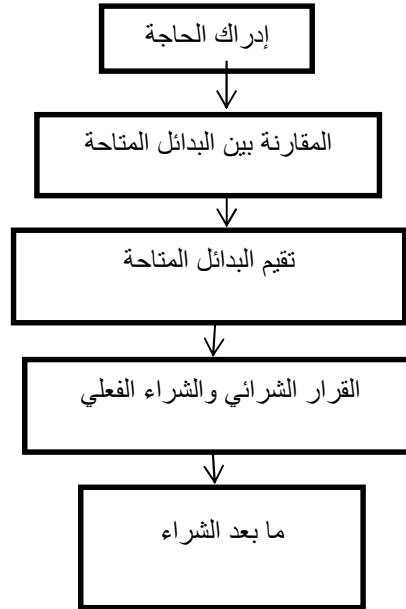 إدراك الحاجة
المقارنة بين البدائل المتاحة
تقيم البدائل المتاحة
القرار الشرائي والشراء الفعلي
ما بعد الشراء